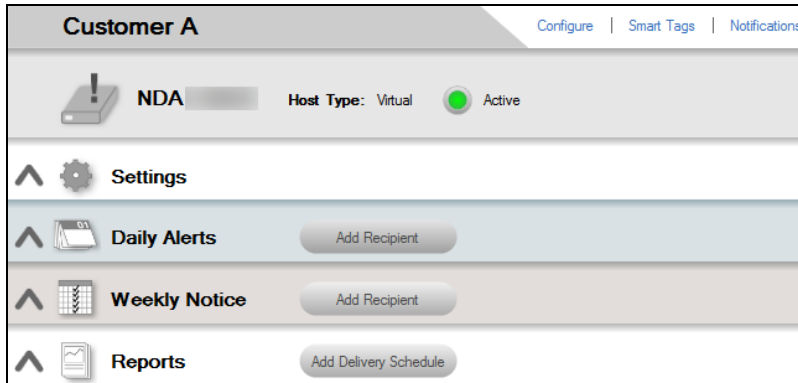 Customer A
Configure | Smart Tags | Notifications
NDA Host Type: Virtual Active
Settings
01
Daily Alerts Add Recipient
Weekly Notice Add Recipient
Reports Add Delivery Schedule